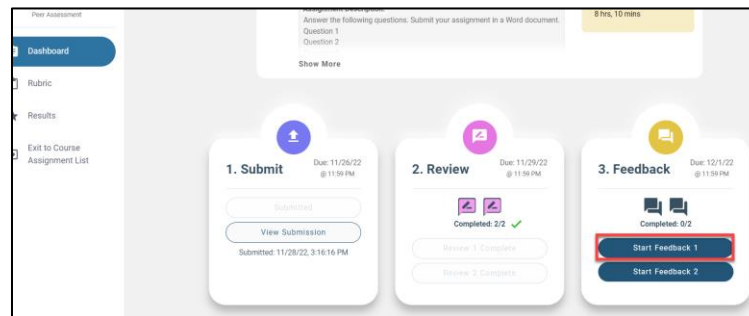 Peer Assessment
Dashboard
Rubric
Results
Exit to Course
Assignment List
Assignment Description:
Answer the following questions. Submit your assignment in a Word document.
Question 1
Question 2
Show More
8 hrs, 10 mins
1. Submit
Due: 11/26/22
@ 11:59 PM
Submitted
View Submission
Submitted: 11/28/22, 3:16:16 PM
2. Review
Due: 11/29/22
@ 11:59 PM
Completed: 2/2
Review 1 Complete
Review 2 Complete
3. Feedback
Due: 12/1/22
@ 11:59 PM
Completed: 0/2
Start Feedback 1
Start Feedback 2